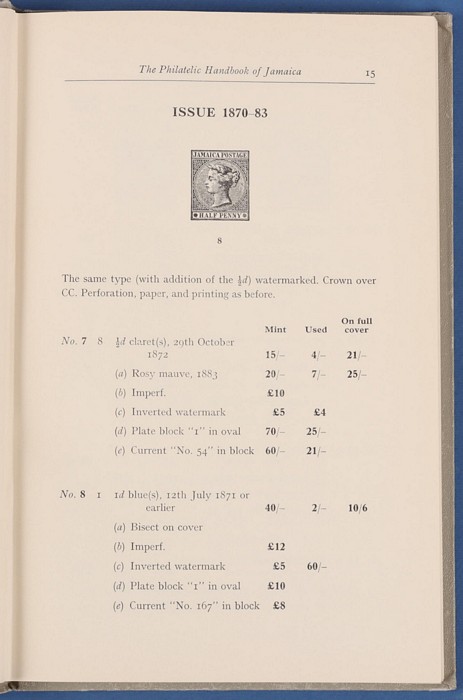 The Philatelic Handbook of Jamaica 15
ISSUE 1870–83
JAMAICA POSTAGE
HALF PENNY
8
The same type (with addition of the ½d) watermarked. Crown over
CC. Perforation, paper, and printing as before.
Mint Used On full cover
No. 7 8 ½d claret(s), 29th October
1872 15/– 4/– 21/–
(a) Rosy mauve, 1883 20/– 7/– 25/–
(b) Imperf. £10
(c) Inverted watermark £5 £4
(d) Plate block "1" in oval 70/– 25/–
(e) Current "No. 54" in block 60/– 21/–
No. 8 1 1d blue(s), 12th July 1871 or
earlier 40/– 2/– 10/6
(a) Bisect on cover
(b) Imperf. £12
(c) Inverted watermark £5 60/–
(d) Plate block "1" in oval £10
(e) Current "No. 167" in block £8